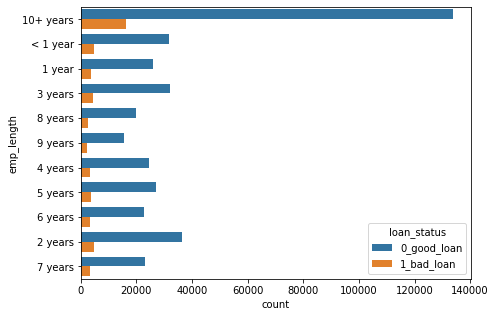 emp_length
10+ years
< 1 year
1 year
3 years
8 years
9 years
4 years
5 years
6 years
2 years
7 years
loan_status
0_good_loan
1_bad_loan
0 20000 40000 60000 80000 100000 120000 140000
count